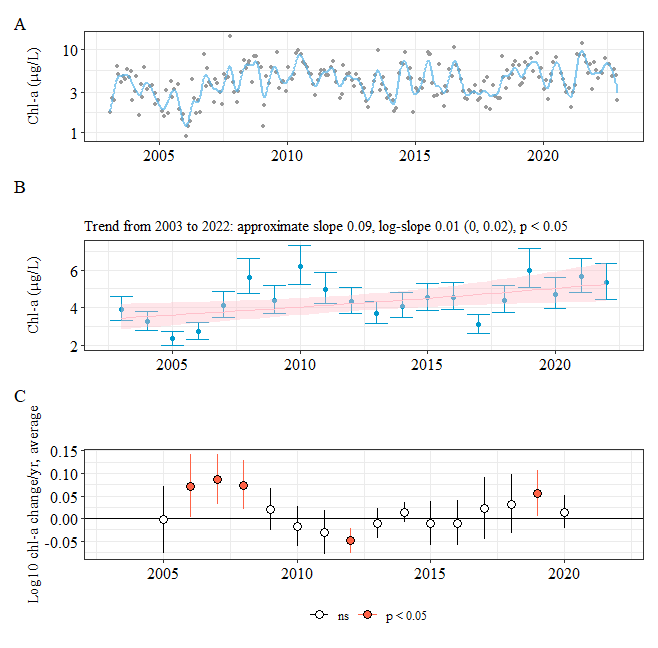 A
Chl-a (μg/L)
10
3
1
2005 2010 2015 2020
B
Trend from 2003 to 2022: approximate slope 0.09, log-slope 0.01 (0, 0.02), p < 0.05
Chl-a (μg/L)
6
4
2
2005 2010 2015 2020
C
Log10 chl-a change/yr, average
0.15
0.10
0.05
0.00
-0.05
2005 2010 2015 2020
ns p < 0.05